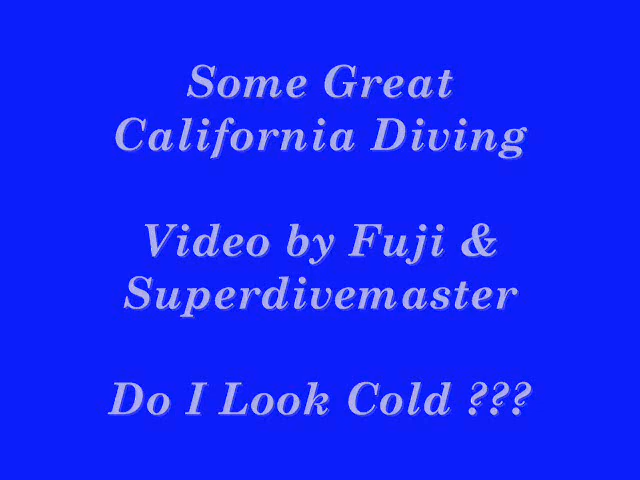 Some Great
California Diving
Video by Fuji &
Superdivemaster
Do I Look Cold ???